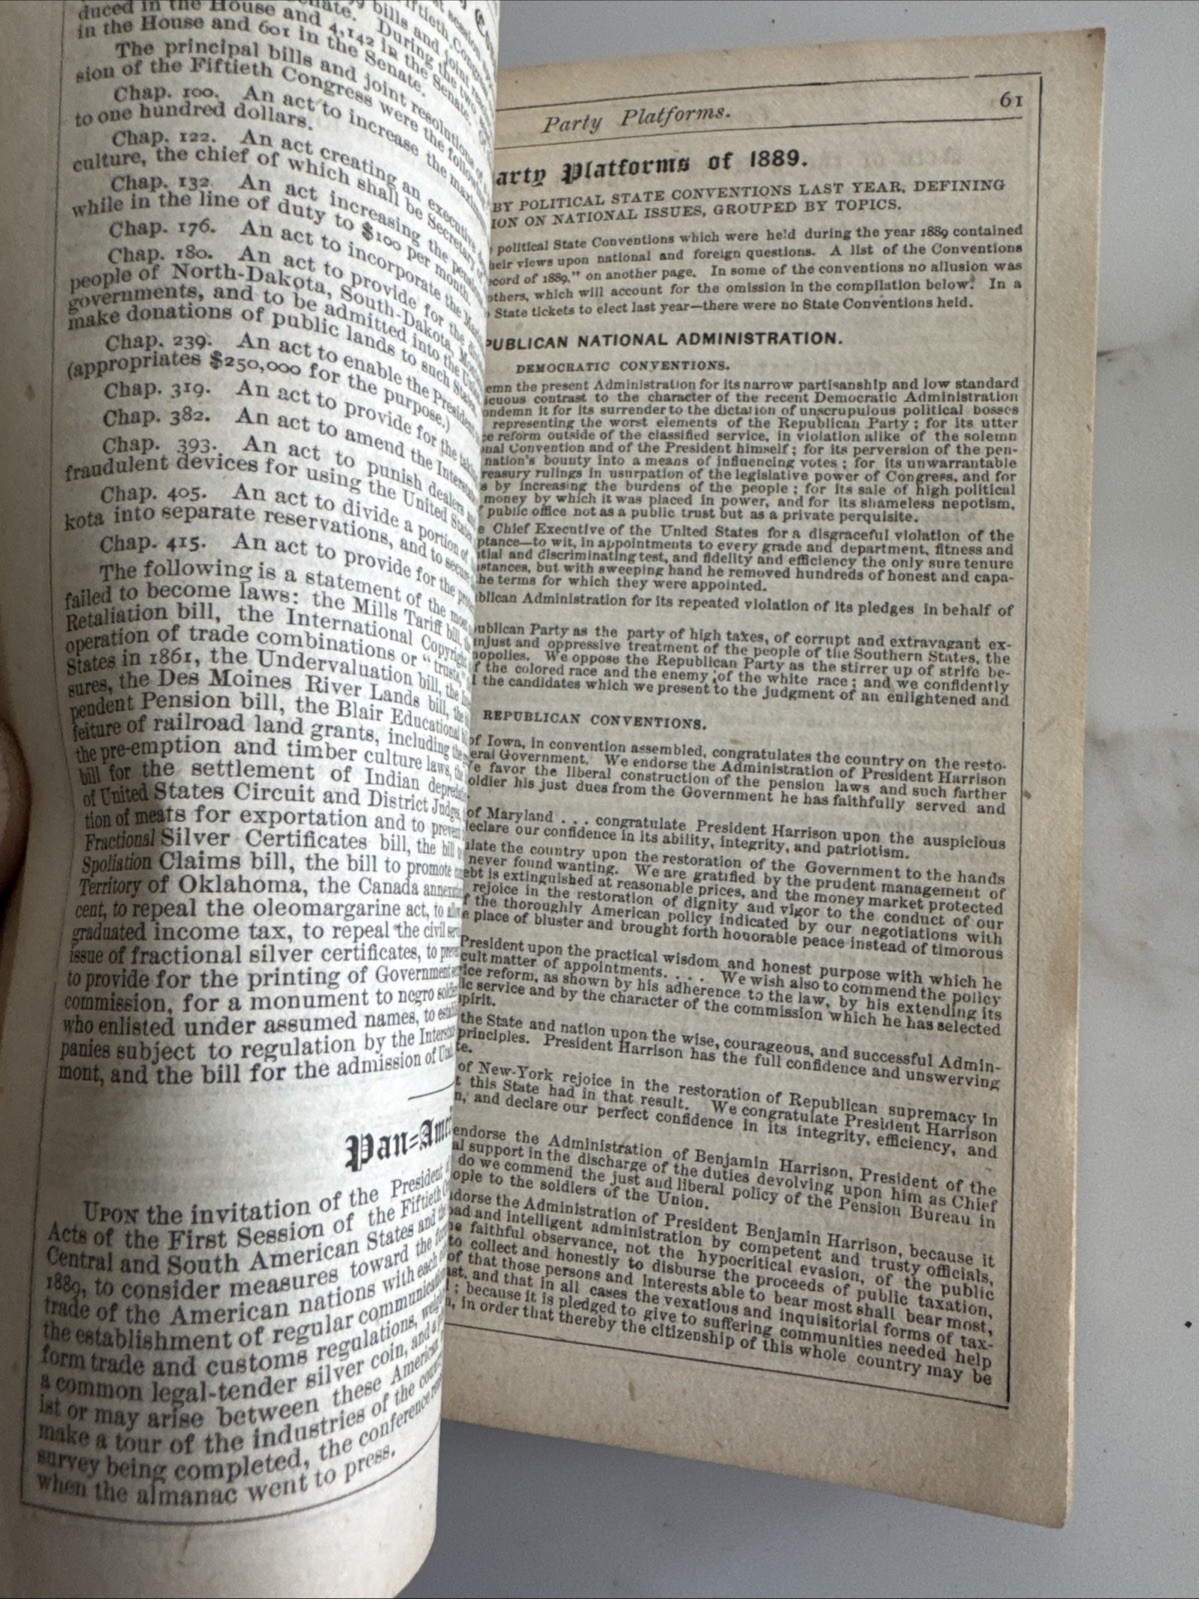 duced in the House and 4,142 in the Senate.
in the House and 601 in the Senate. During the
The principal bills and joint resolutions
sion of the Fiftieth Congress were the
Chap. 100. An act to increase the
to one hundred dollars.
Chap. 122. An act creating an executive
culture, the chief of which shall be Secretary
Chap. 132. An act increasing the
while in the line of duty to $100 per month
Chap. 176. An act to incorporate the
Chap. 180. An act to provide for the
people of North-Dakota, South-Dakota,
governments, and to be admitted into the
make donations of public lands to such States.
Chap. 239. An act to enable the President
(appropriates $250,000 for the purpose.)
Chap. 319. An act to provide for the
Chap. 382. An act to amend the
Chap. 393. An act to punish dealers
fraudulent devices for using the United States
Chap. 405. An act to divide a portion of
kota into separate reservations, and to
Chap. 415. An act to provide for the
The following is a statement of the
failed to become laws: the Mills Tariff bill,
Retaliation bill, the International Copyright
operation of trade combinations or "trusts,"
States in 1861, the Undervaluation bill, the
sures, the Des Moines River Lands bill, the
pendent Pension bill, the Blair Educational
feiture of railroad land grants, including the
the pre-emption and timber culture laws, the
bill for the settlement of Indian
of United States Circuit and District
tion of meats for exportation and to prevent
Fractional Silver Certificates bill, the bill
Spoliation Claims bill, the bill to promote
Territory of Oklahoma, the Canada
cent, to repeal the oleomargarine act, to
graduated income tax, to repeal the civil
issue of fractional silver certificates, to
to provide for the printing of Government
commission, for a monument to negro
who enlisted under assumed names, to
panies subject to regulation by the
mont, and the bill for the admission of
Pan=Ame
UPON the invitation of the President
Acts of the First Session of the Fiftieth
Central and South American States and
1889, to consider measures toward the
trade of the American nations with each
the establishment of regular communication
form trade and customs regulations,
a common legal-tender silver coin, and
ist or may arise between these American
make a tour of the industries of the
survey being completed, the conference
when the almanac went to press.
Party Platforms. 61
arty Platforms of 1889.
BY POLITICAL STATE CONVENTIONS LAST YEAR, DEFINING
ION ON NATIONAL ISSUES, GROUPED BY TOPICS.
political State Conventions which were held during the year 1889 contained
heir views upon national and foreign questions. A list of the Conventions
ecord of 1889," on another page. In some of the conventions no allusion was
others, which will account for the omission in the compilation below. In a
State tickets to elect last year—there were no State Conventions held.
PUBLICAN NATIONAL ADMINISTRATION.
DEMOCRATIC CONVENTIONS.
emn the present Administration for its narrow partisanship and low standard
icuous contrast to the character of the recent Democratic Administration
ondemn it for its surrender to the dictation of unscrupulous political bosses
representing the worst elements of the Republican Party; for its utter
ce reform outside of the classified service, in violation alike of the solemn
onal Convention and of the President himself; for its perversion of the pen-
nation's bounty into a means of influencing votes; for its unwarrantable
reasury rulings in usurpation of the legislative power of Congress, and for
s by increasing the burdens of the people; for its sale of high political
money by which it was placed in power, and for its shameless nepotism,
f public office not as a public trust but as a private perquisite.
e Chief Executive of the United States for a disgraceful violation of the
ptance—to wit, in appointments to every grade and department, fitness and
ntial and discriminating test, and fidelity and efficiency the only sure tenure
nstances, but with sweeping hand he removed hundreds of honest and capa-
he terms for which they were appointed.
ublican Administration for its repeated violation of its pledges in behalf of
ublican Party as the party of high taxes, of corrupt and extravagant ex-
njust and oppressive treatment of the people of the Southern States, the
nopolies. We oppose the Republican Party as the stirrer up of strife be-
f the colored race and the enemy of the white race; and we confidently
l the candidates which we present to the judgment of an enlightened and
REPUBLICAN CONVENTIONS.
of Iowa, in convention assembled, congratulates the country on the resto-
eral Government. We endorse the Administration of President Harrison
e favor the liberal construction of the pension laws and such farther
oldier his just dues from the Government he has faithfully served and
of Maryland . . . congratulate President Harrison upon the auspicious
eclare our confidence in its ability, integrity, and patriotism.
ulate the country upon the restoration of the Government to the hands
never found wanting. We are gratified by the prudent management of
ebt is extinguished at reasonable prices, and the money market protected
rejoice in the restoration of dignity and vigor to the conduct of our
f the thoroughly American policy indicated by our negotiations with
e place of bluster and brought forth honorable peace instead of timorous
President upon the practical wisdom and honest purpose with which he
cult matter of appointments. . . . We wish also to commend the policy
ice reform, as shown by his adherence to the law, by his extending its
lic service and by the character of the commission which he has selected
pirit.
the State and nation upon the wise, courageous, and successful Admin-
principles. President Harrison has the full confidence and unswerving
te.
of New-York rejoice in the restoration of Republican supremacy in
t this State had in that result. We congratulate President Harrison
n, and declare our perfect confidence in its integrity, efficiency, and
endorse the Administration of Benjamin Harrison, President of the
al support in the discharge of the duties devolving upon him as Chief
do we commend the just and liberal policy of the Pension Bureau in
ople to the soldiers of the Union.
ndorse the Administration of President Benjamin Harrison, because it
oad and intelligent administration by competent and trusty officials,
he faithful observance, not the hypocritical evasion, of the public
to collect and honestly to disburse the proceeds of public taxation,
of that those persons and interests able to bear most shall bear most,
ust, and that in all cases the vexatious and inquisitorial forms of tax-
l; because it is pledged to give to suffering communities needed help
n, in order that thereby the citizenship of this whole country may be